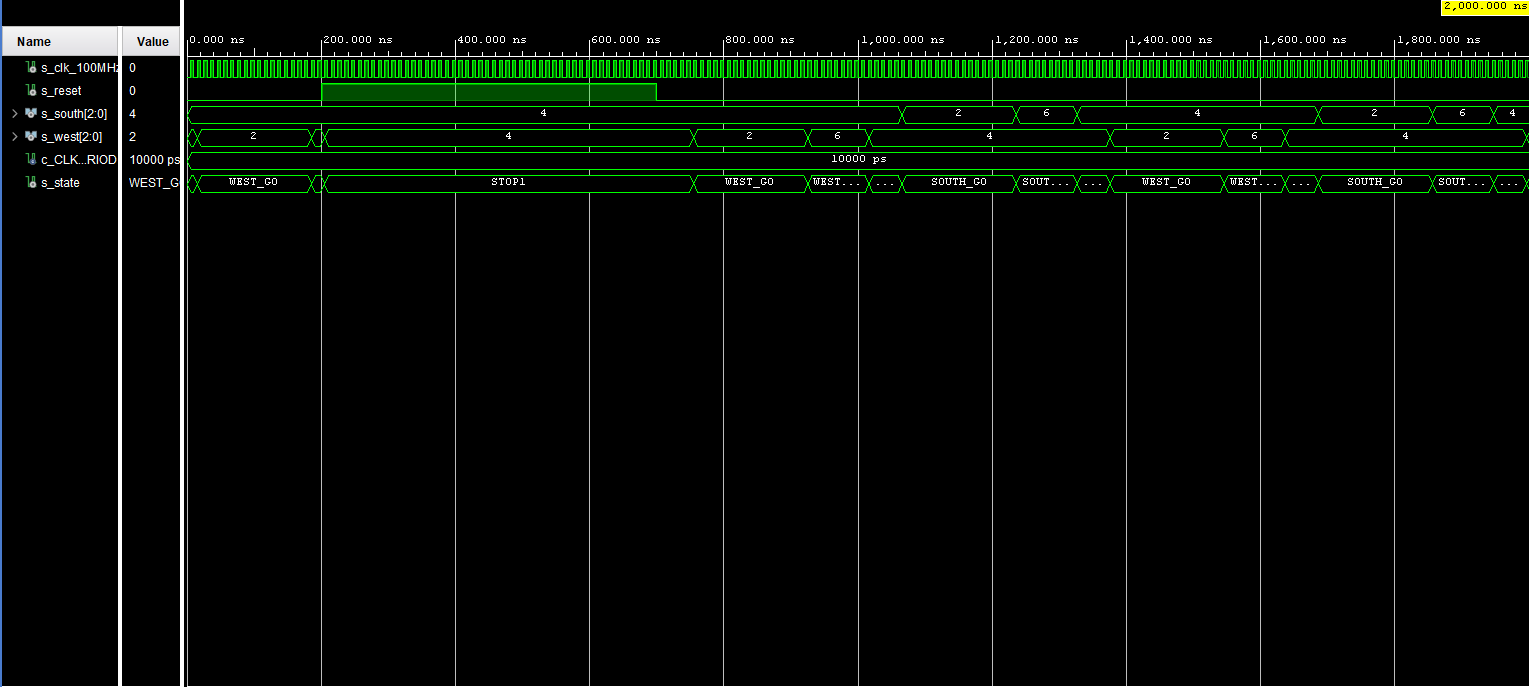 2,000.000 ns
Name Value
0.000 ns 200.000 ns 400.000 ns 600.000 ns 800.000 ns 1,000.000 ns 1,200.000 ns 1,400.000 ns 1,600.000 ns 1,800.000 ns
s_clk_100MHz 0
s_reset 0
s_south[2:0] 4 4 2 6 4 2 6 4
s_west[2:0] 2 2 4 2 6 4 2 6 4
c_CLK...RIOD 10000 ps 10000 ps
s_state WEST_G WEST_GO STOP1 WEST_GO WEST... ... SOUTH_GO SOUT... ... WEST_GO WEST... ... SOUTH_GO SOUT... ...